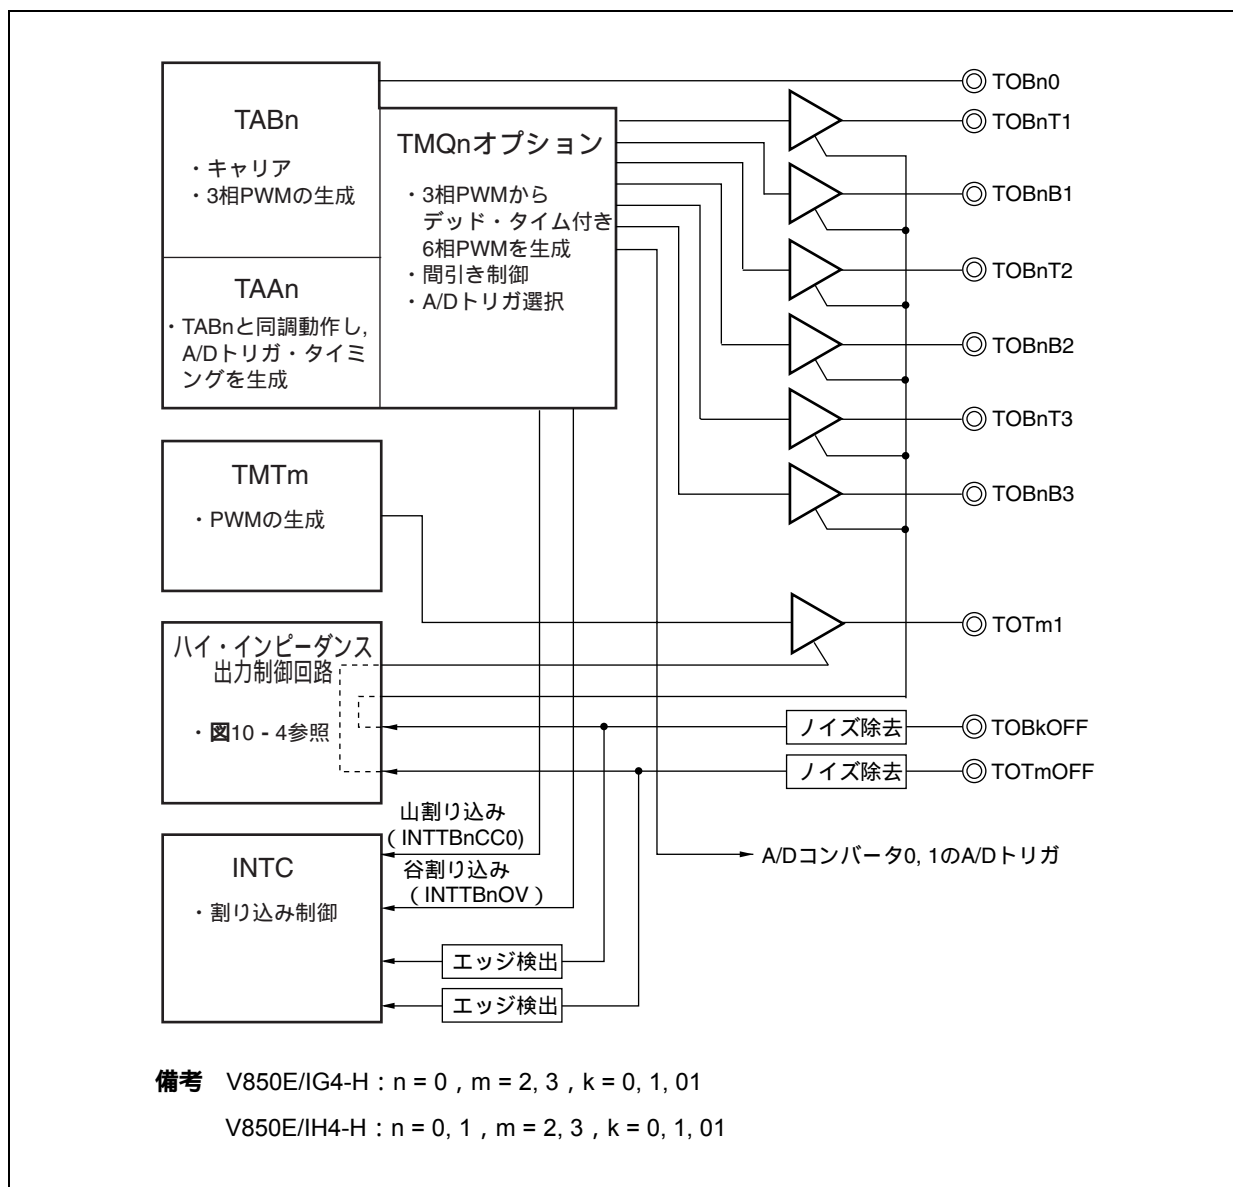 TABn
・キャリア
・3相PWMの生成
TAAn
・TABnと同調動作し,
A/Dトリガ・タイミ
ングを生成
TMQnオプション
・3相PWMから
デッド・タイム付き
6相PWMを生成
・間引き制御
・A/Dトリガ選択
TOBn0
TOBnT1
TOBnB1
TOBnT2
TOBnB2
TOBnT3
TOBnB3
TMTm
・PWMの生成
TOTm1
ハイ・インピーダンス
出力制御回路
・図10-4参照
ノイズ除去
TOBkOFF
ノイズ除去
TOTmOFF
山割り込み
(INTTBnCC0)
谷割り込み
(INTTBnOV)
A/Dコンバータ0, 1のA/Dトリガ
INTC
・割り込み制御
エッジ検出
エッジ検出
備考 V850E/IG4-H : n = 0 , m = 2, 3 , k = 0, 1, 01
V850E/IH4-H : n = 0, 1 , m = 2, 3 , k = 0, 1, 01